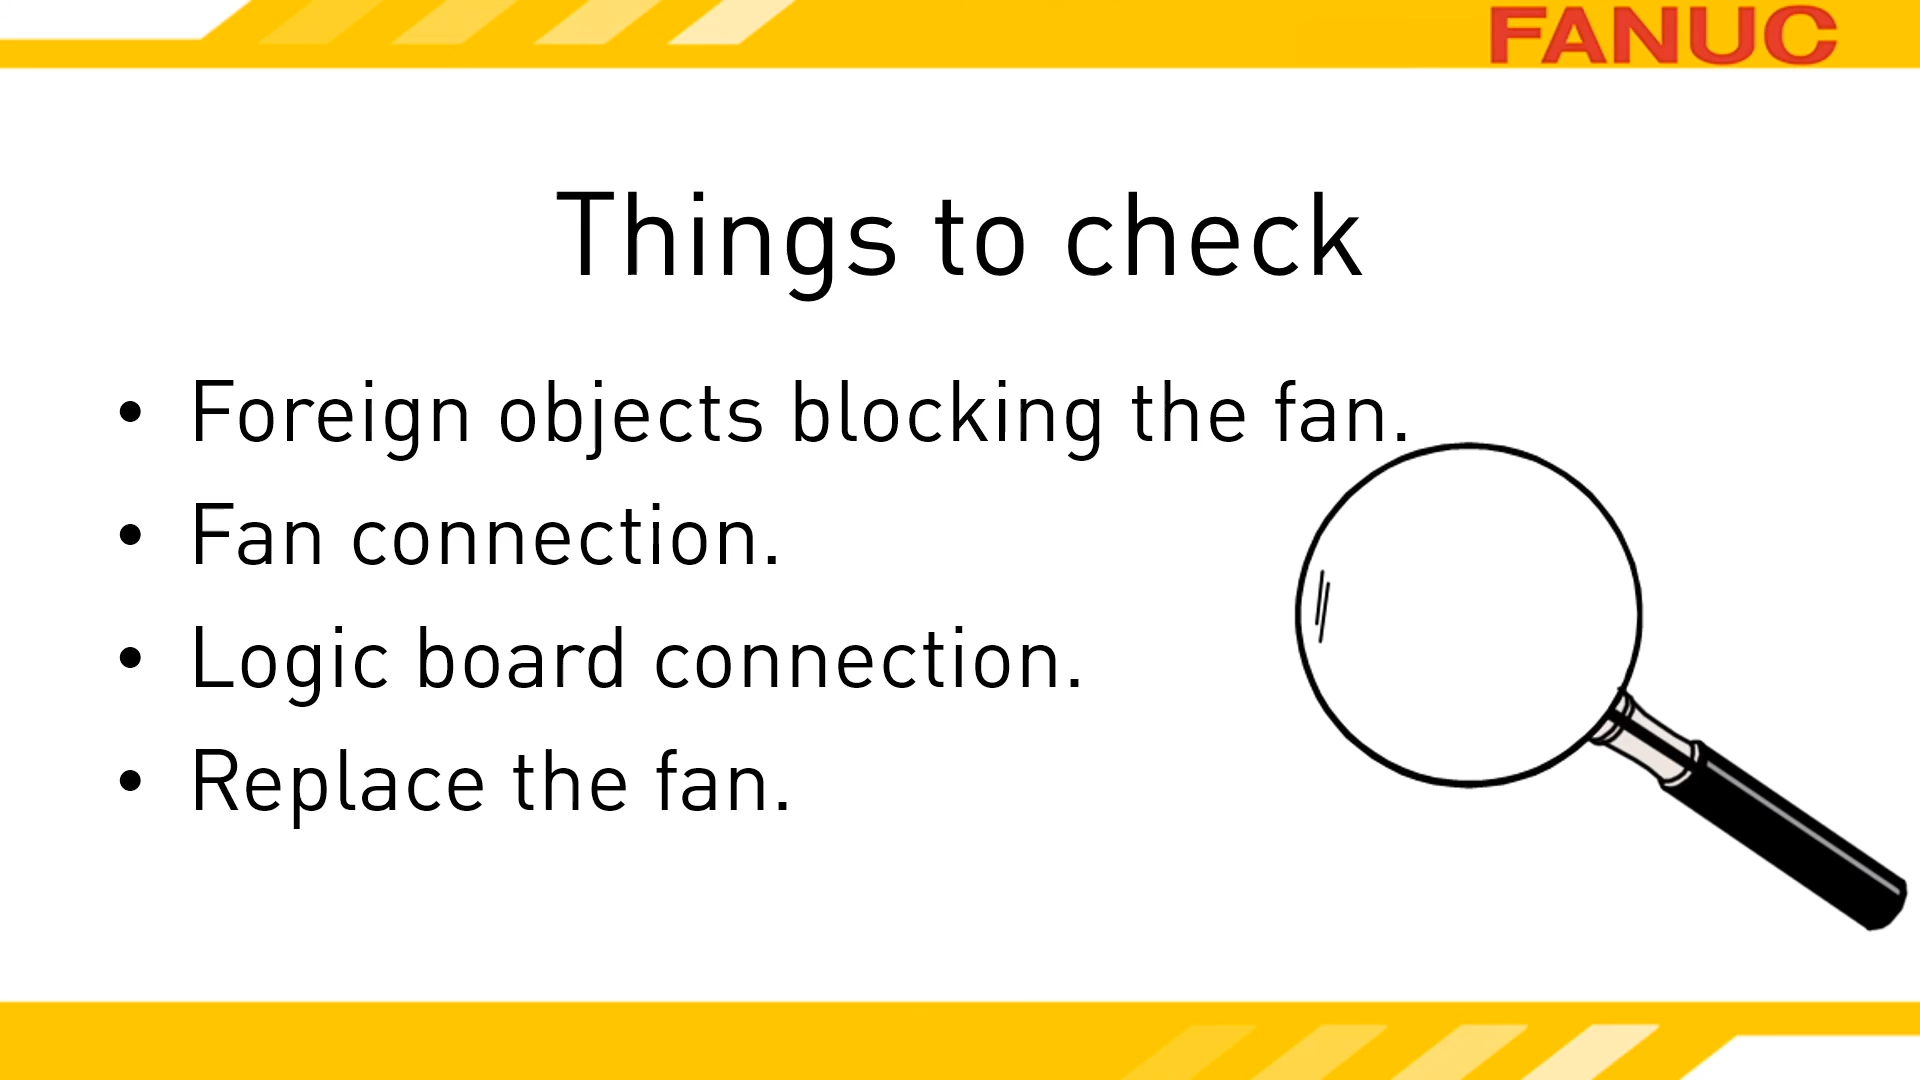 FANUC
Things to check
• Foreign objects blocking the fan.
• Fan connection.
• Logic board connection.
• Replace the fan.